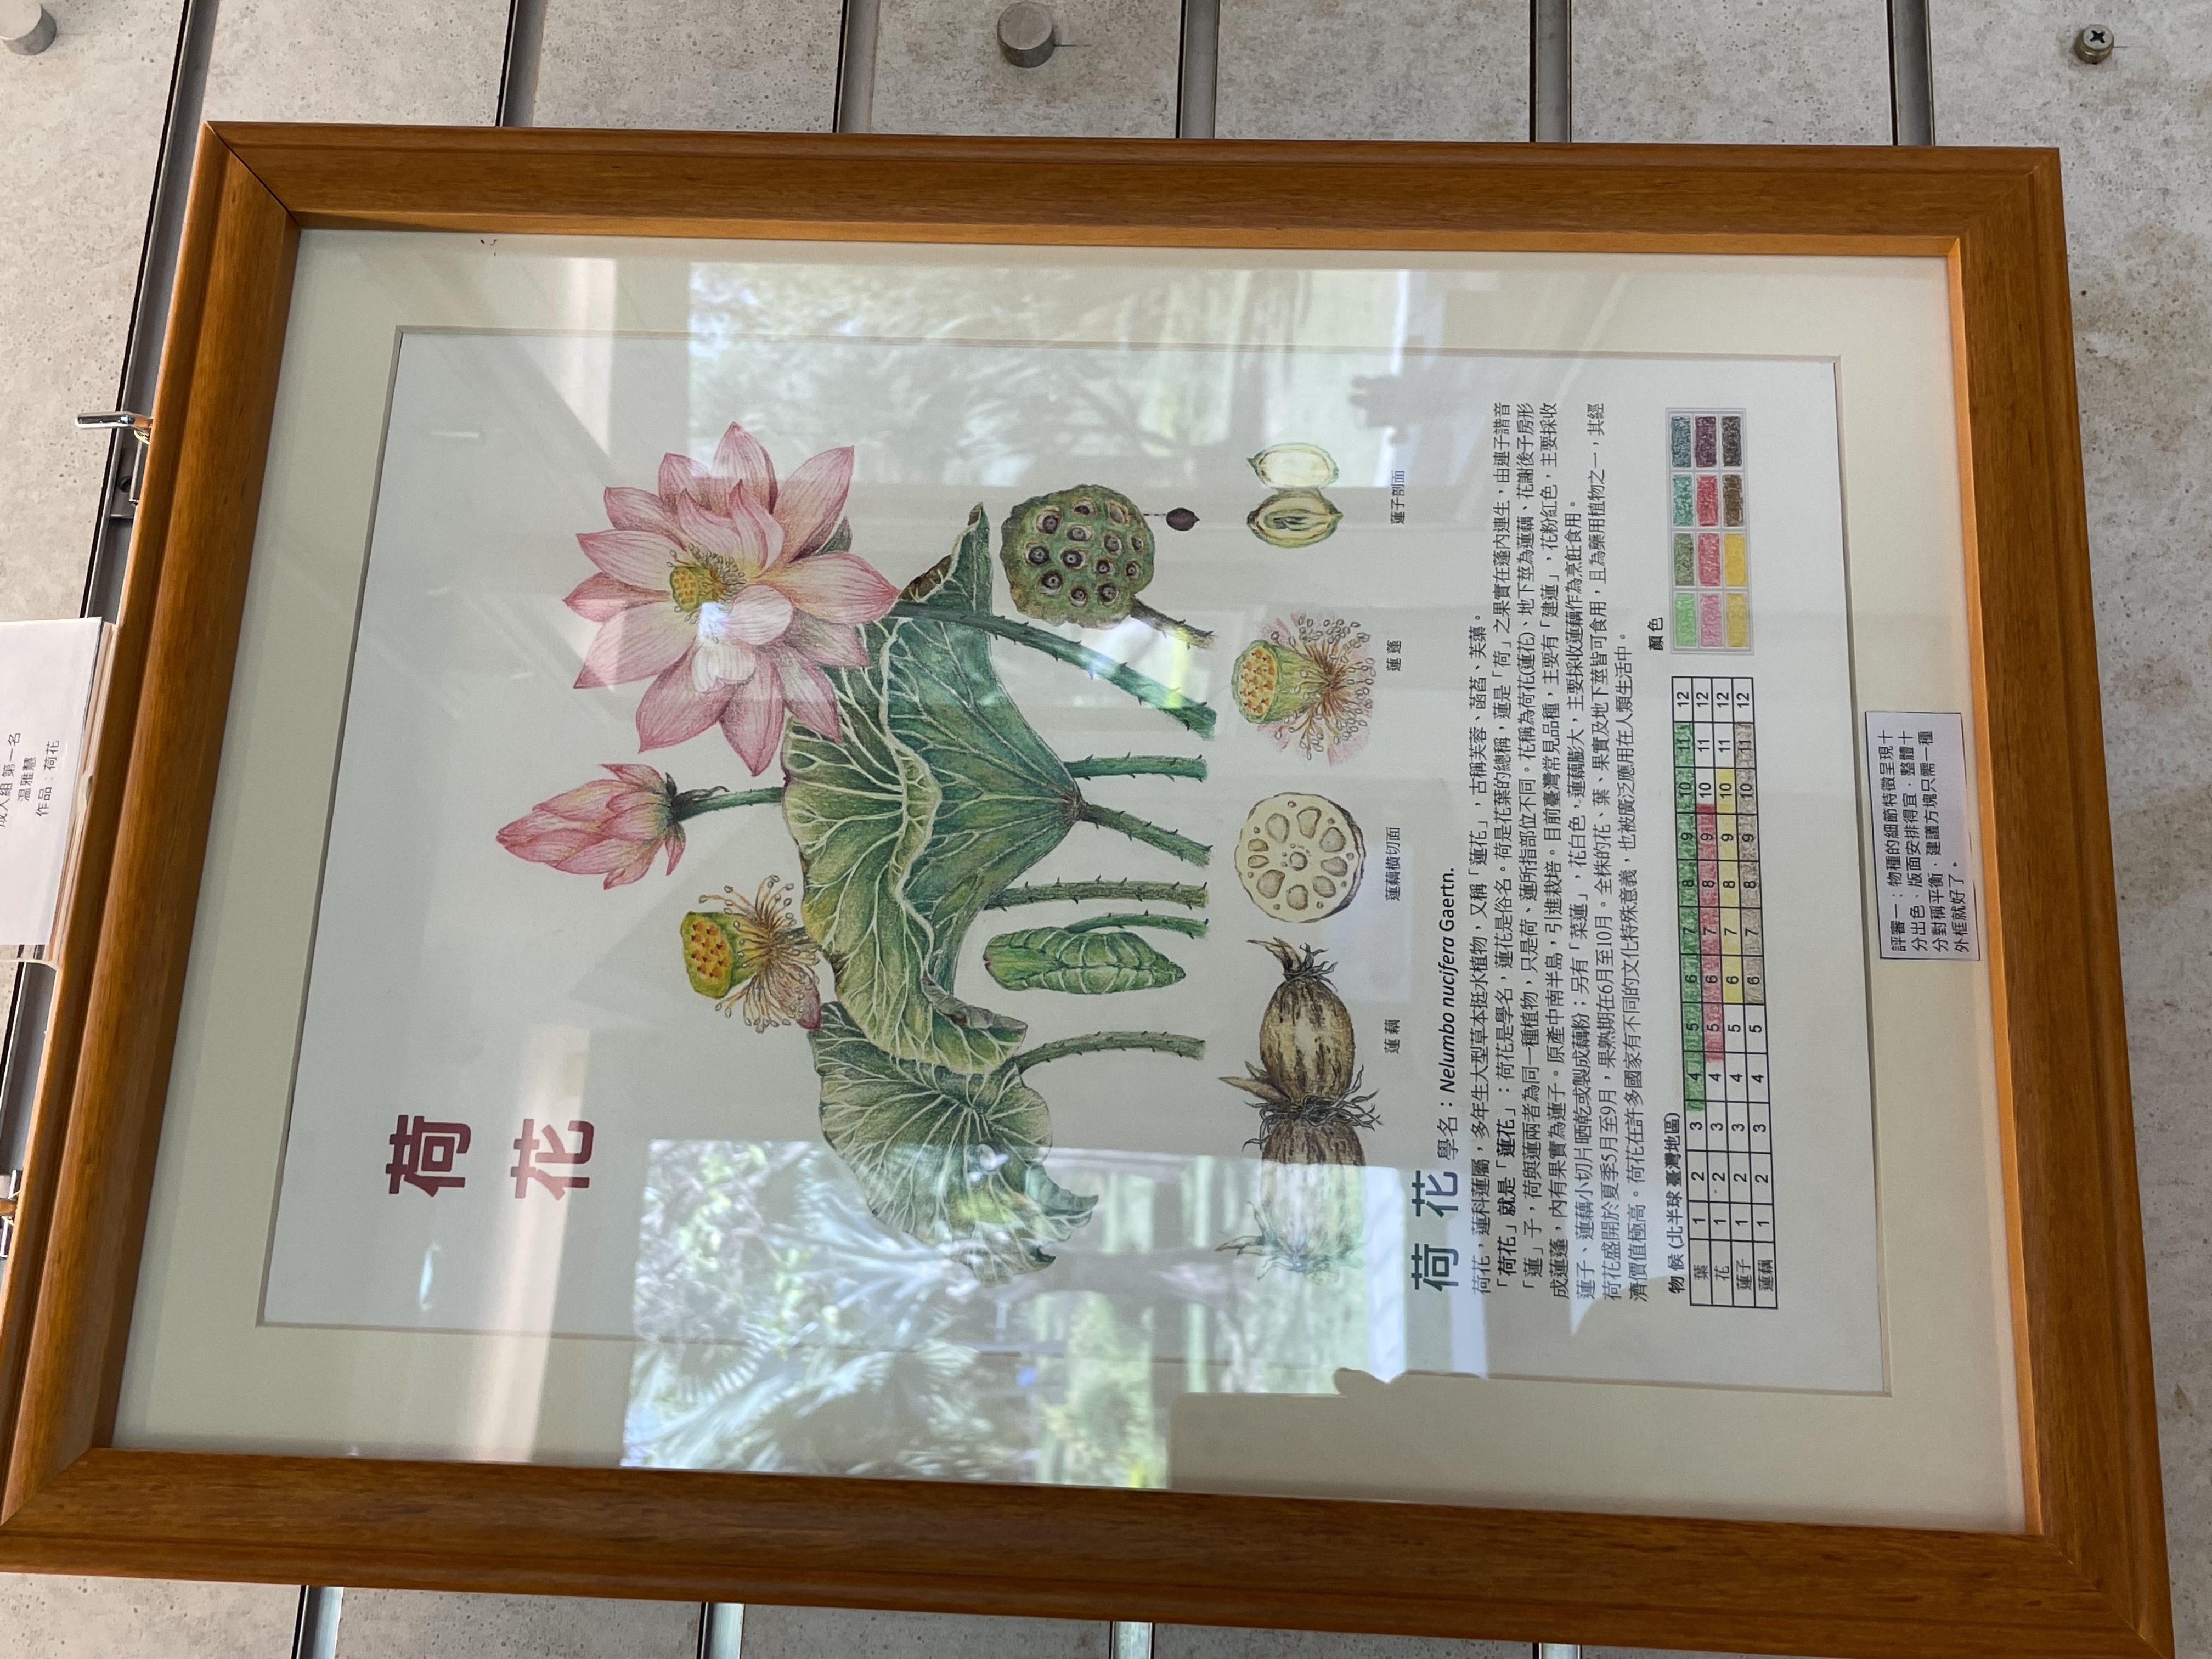 成人組 第一名
溫雅慧
作品：荷花
荷
花
蓮藕
蓮藕橫切面
蓮蓬
蓮子剖面
荷 花 學名：Nelumbo nucifera Gaertn.
荷花，蓮科蓮屬，多年生大型草本挺水植物，又稱「蓮花」，古稱芙蓉、菡萏、芙蕖。
「荷花」就是「蓮花」：荷花是學名，蓮花是俗名。荷是花葉的總稱，蓮是「荷」之果實在蓬內連生，由連子諧音
「蓮」子，荷與蓮兩者為同一種植物，只是荷、蓮所指部位不同。花稱為荷花(蓮花)、地下莖為蓮藕、花謝後子房形
成蓮蓬，內有果實為蓮子。原產中南半島，引進栽培。目前臺灣常見品種，主要有「建蓮」，花粉紅色，主要採收
蓮子、蓮藕小切片晒乾或製成藕粉；另有「菜蓮」，花白色，蓮藕膨大，主要採收蓮藕作為烹飪食用。
荷花盛開於夏季5月至9月，果熟期在6月至10月。全株的花、葉、果實及地下莖皆可食用，且為藥用植物之一，其經
濟價值極高。荷花在許多國家有不同的文化特殊意義，也被廣泛應用在人類生活中。
物 候 (北半球 臺灣地區)
葉 1 2 3 4 5 6 7 8 9 10 11 12
花 1 2 3 4 5 6 7 8 9 10 11 12
蓮子 1 2 3 4 5 6 7 8 9 10 11 12
蓮藕 1 2 3 4 5 6 7 8 9 10 11 12
顏色
評審一：物種的細節特徵呈現十
分出色、版面安排得宜．整體十
分對稱平衡．建議方塊只需一種
外框就好了。